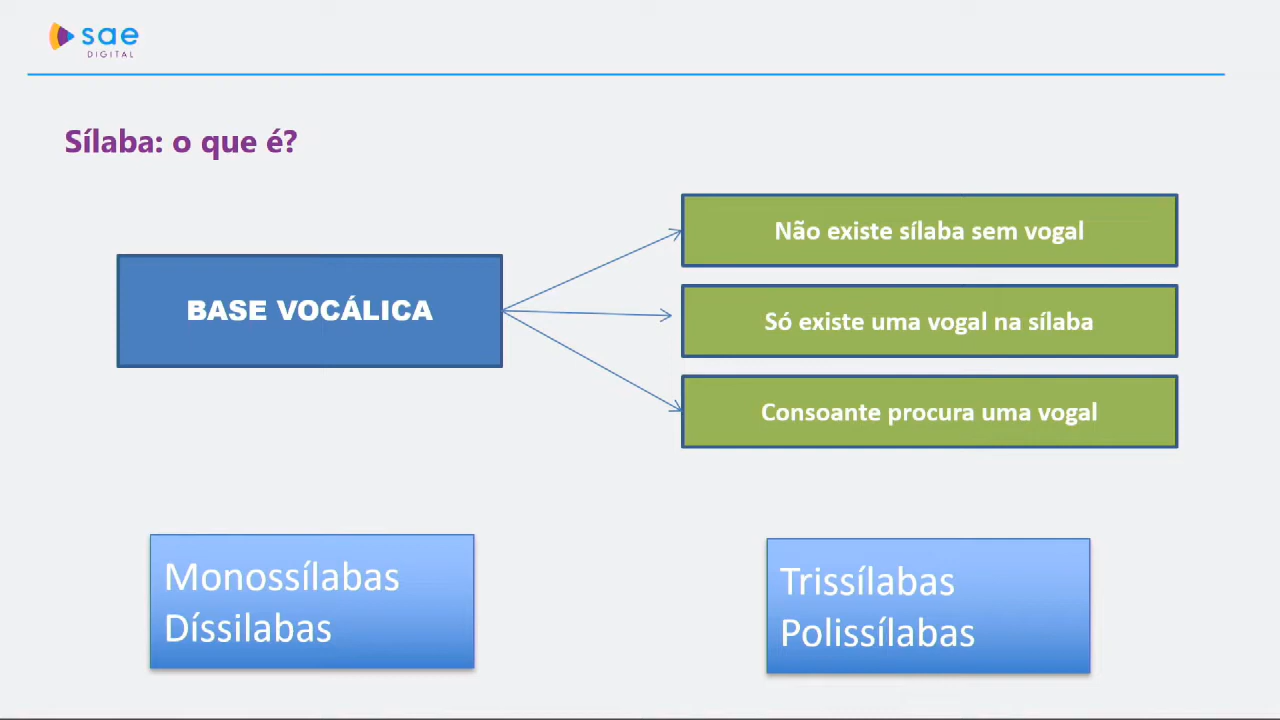 sae
DIGITAL
Sílaba: o que é?
BASE VOCÁLICA
Não existe sílaba sem vogal
Só existe uma vogal na sílaba
Consoante procura uma vogal
Monossílabas
Díssilabas
Trissílabas
Polissílabas